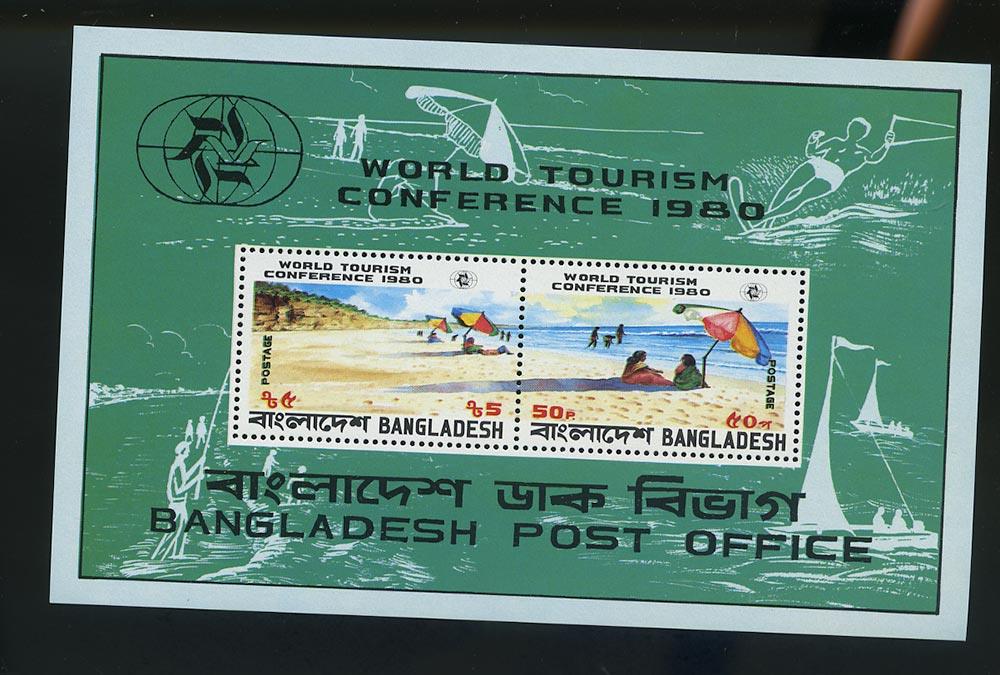 WORLD TOURISM
CONFERENCE 1980
WORLD TOURISM
CONFERENCE 1980
POSTAGE
৳৫
৳5
বাংলাদেশ BANGLADESH
WORLD TOURISM
CONFERENCE 1980
POSTAGE
50P.
৫০প
বাংলাদেশ BANGLADESH
বাংলাদেশ ডাক বিভাগ
BANGLADESH POST OFFICE